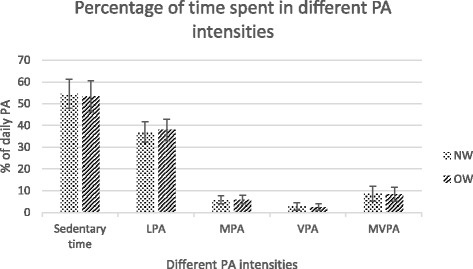 Percentage of time spent in different PA
intensities
% of daily PA
70
60
50
40
30
20
10
0
Sedentary
time
LPA
MPA
VPA
MVPA
Different PA intensities
NW
OW